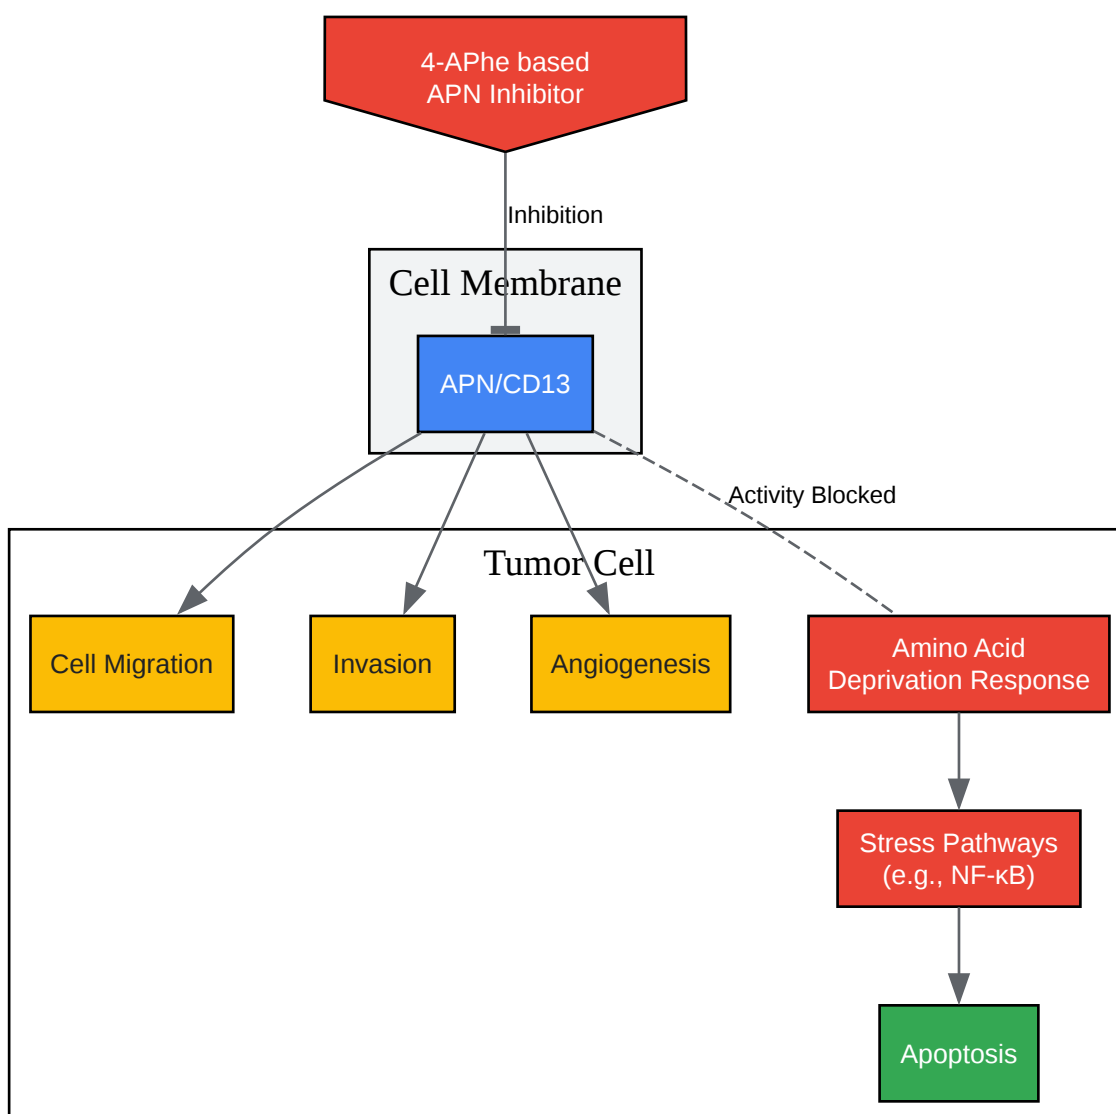 4-APhe based
APN Inhibitor
Inhibition
Cell Membrane
APN/CD13
Activity Blocked
Tumor Cell
Cell Migration
Invasion
Angiogenesis
Amino Acid
Deprivation Response
Stress Pathways
(e.g., NF-κB)
Apoptosis